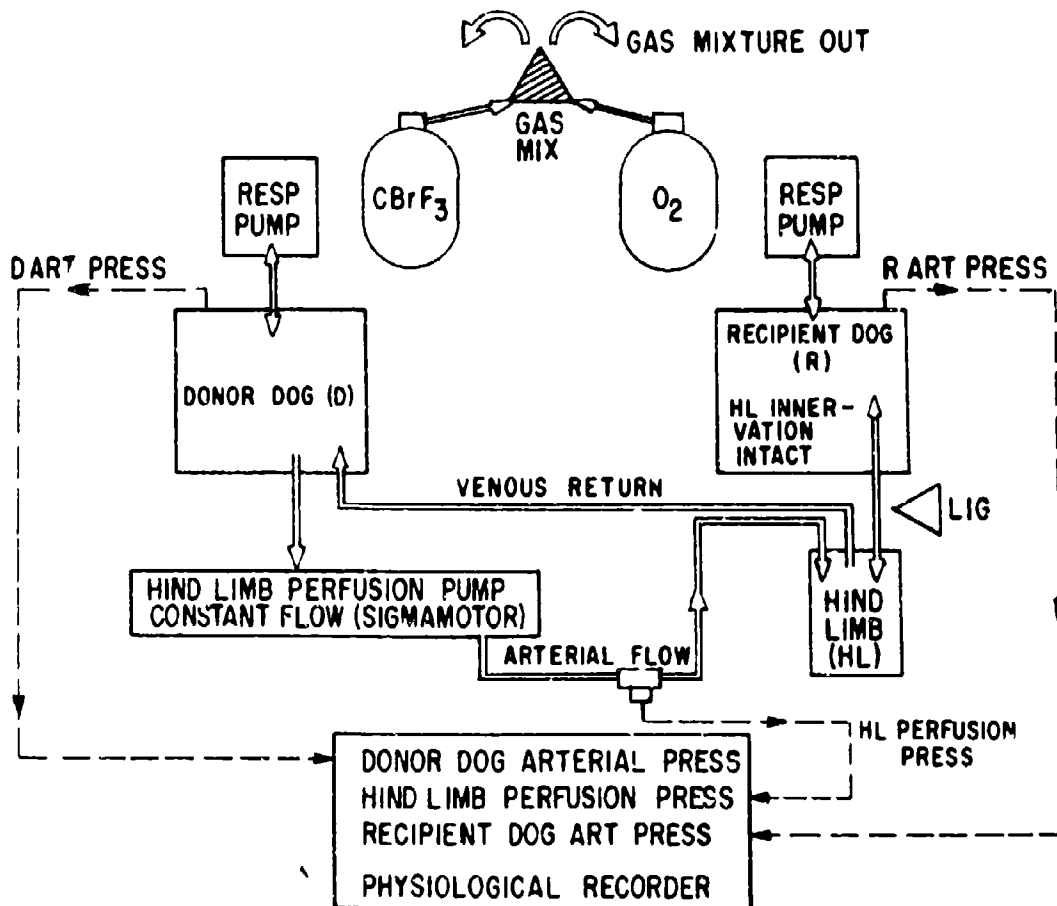 GAS MIXTURE OUT
GAS
MIX
CBrF3
O2
RESP
PUMP
RESP
PUMP
D ART PRESS
R ART PRESS
DONOR DOG (D)
RECIPIENT DOG
(R)
HL INNER-
VATION
INTACT
VENOUS RETURN
LIG
HIND LIMB PERFUSION PUMP
CONSTANT FLOW (SIGMAMOTOR)
HIND
LIMB
(HL)
ARTERIAL FLOW
HL PERFUSION
PRESS
DONOR DOG ARTERIAL PRESS
HIND LIMB PERFUSION PRESS
RECIPIENT DOG ART PRESS
PHYSIOLOGICAL RECORDER